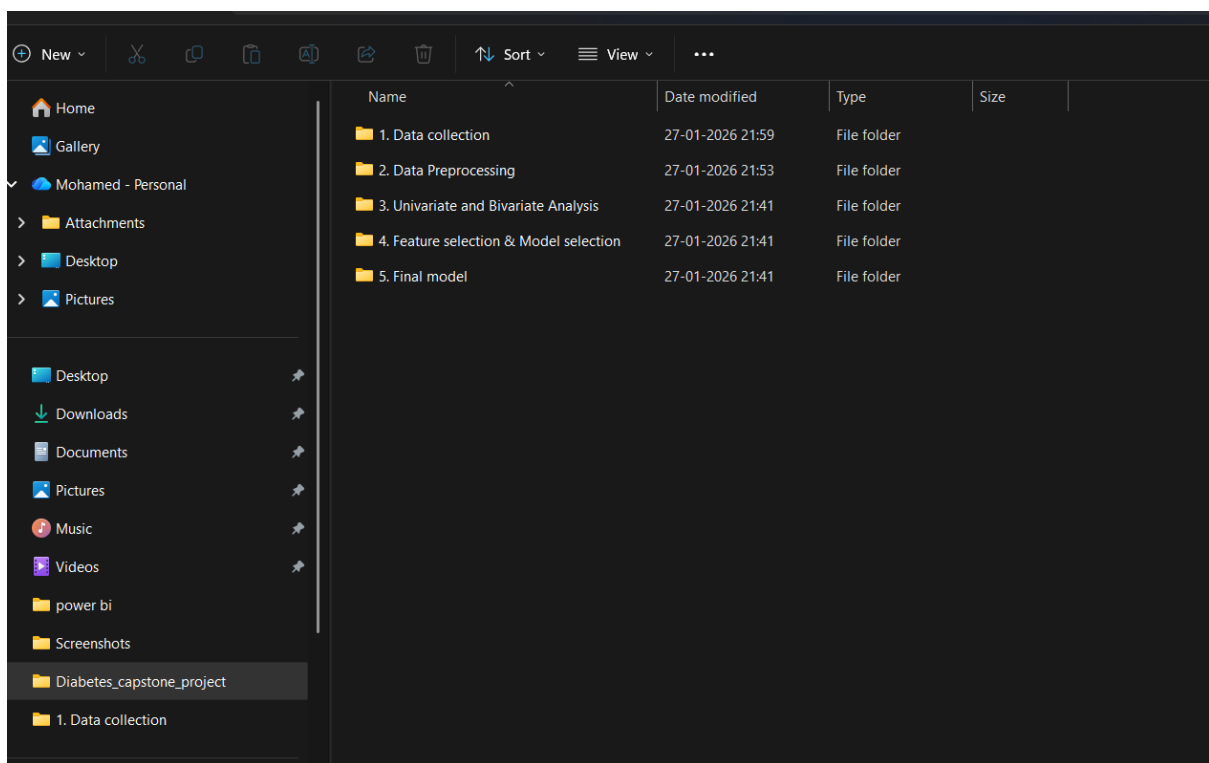 New
Sort
View
Home
Gallery
Mohamed - Personal
Attachments
Desktop
Pictures
Desktop
Downloads
Documents
Pictures
Music
Videos
power bi
Screenshots
Diabetes_capstone_project
1. Data collection
Name Date modified Type Size
1. Data collection 27-01-2026 21:59 File folder
2. Data Preprocessing 27-01-2026 21:53 File folder
3. Univariate and Bivariate Analysis 27-01-2026 21:41 File folder
4. Feature selection & Model selection 27-01-2026 21:41 File folder
5. Final model 27-01-2026 21:41 File folder